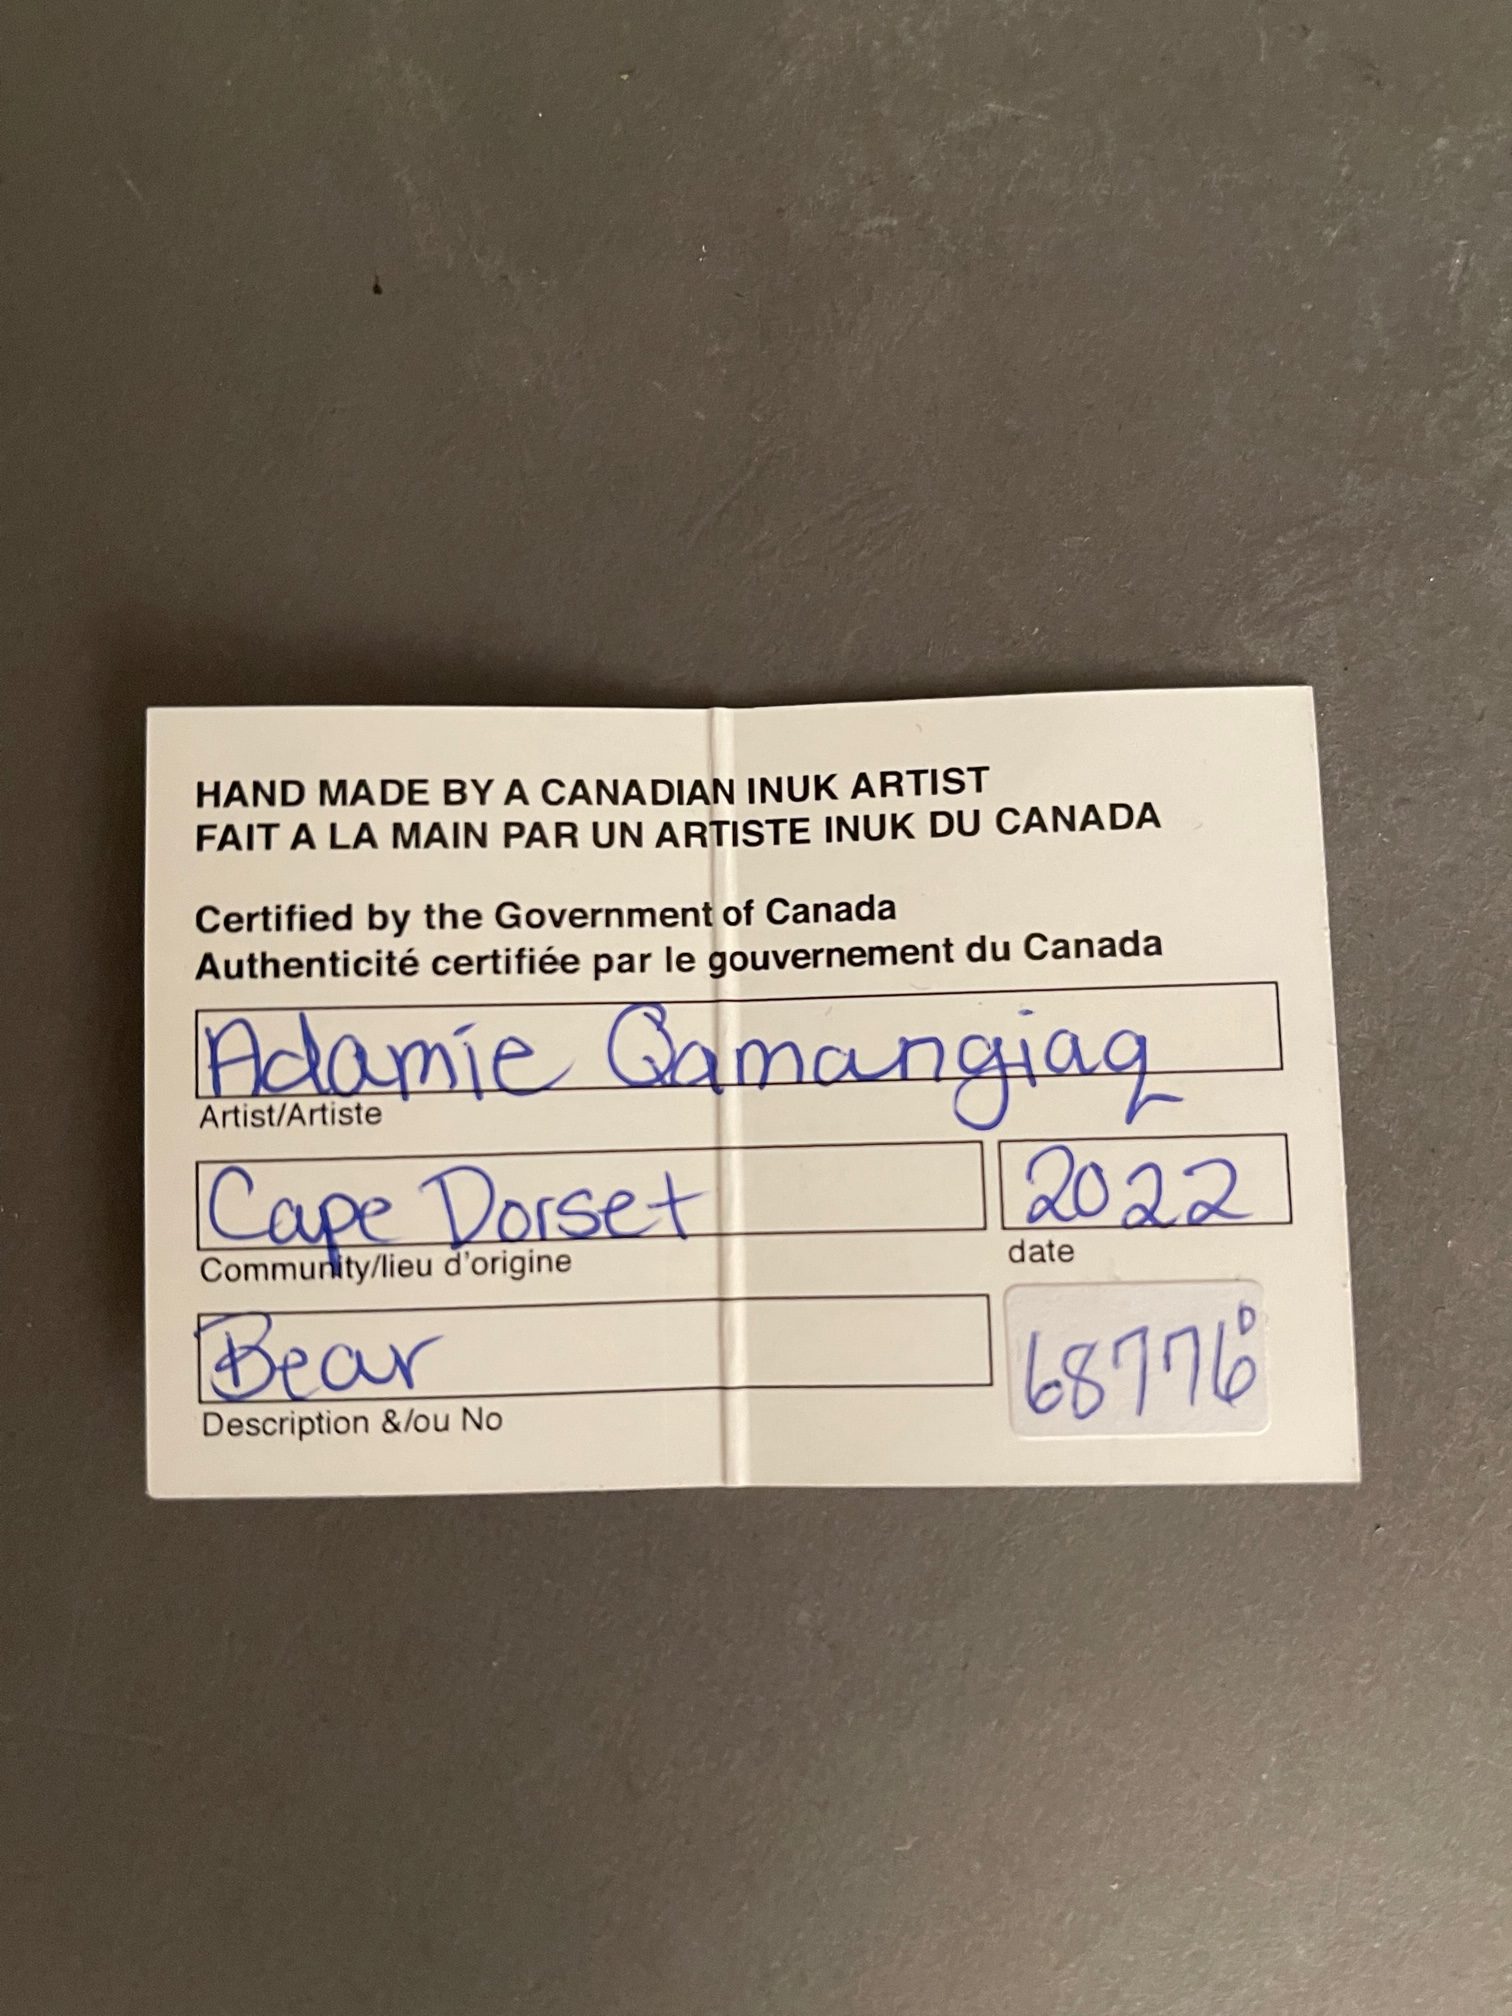 HAND MADE BY A CANADIAN INUK ARTIST
FAIT A LA MAIN PAR UN ARTISTE INUK DU CANADA
Certified by the Government of Canada
Authenticité certifiée par le gouvernement du Canada
Adamie Qamangiaq
Artist/Artiste
Cape Dorset 2022
Community/lieu d'origine date
Bear 68776D
Description &/ou No